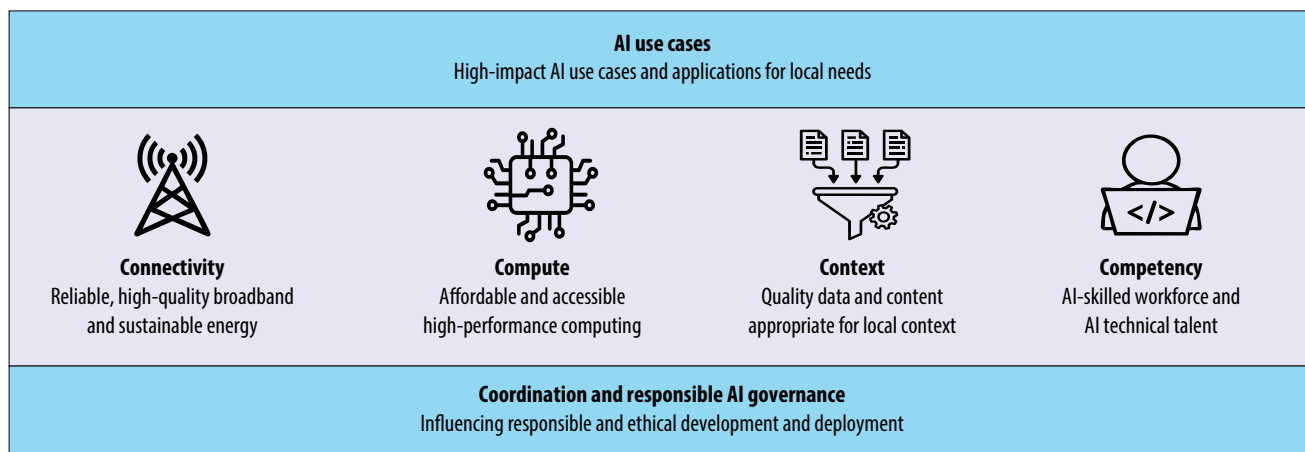 AI use cases
High-impact AI use cases and applications for local needs
Connectivity
Reliable, high-quality broadband
and sustainable energy
Compute
Affordable and accessible
high-performance computing
Context
Quality data and content
appropriate for local context
</>
Competency
AI-skilled workforce and
AI technical talent
Coordination and responsible AI governance
Influencing responsible and ethical development and deployment